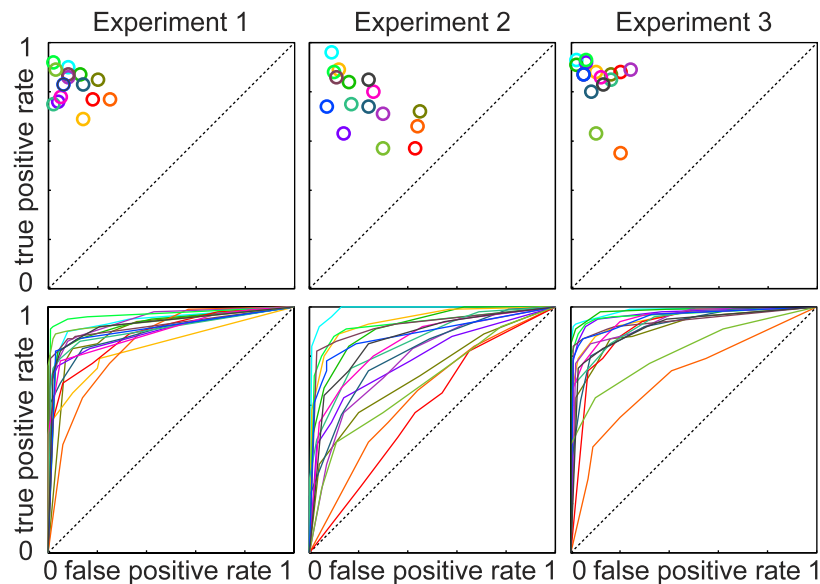 Experiment 1
Experiment 2
Experiment 3
1
0 true positive rate
1
0 true positive rate
0 false positive rate 1
0 false positive rate 1
0 false positive rate 1